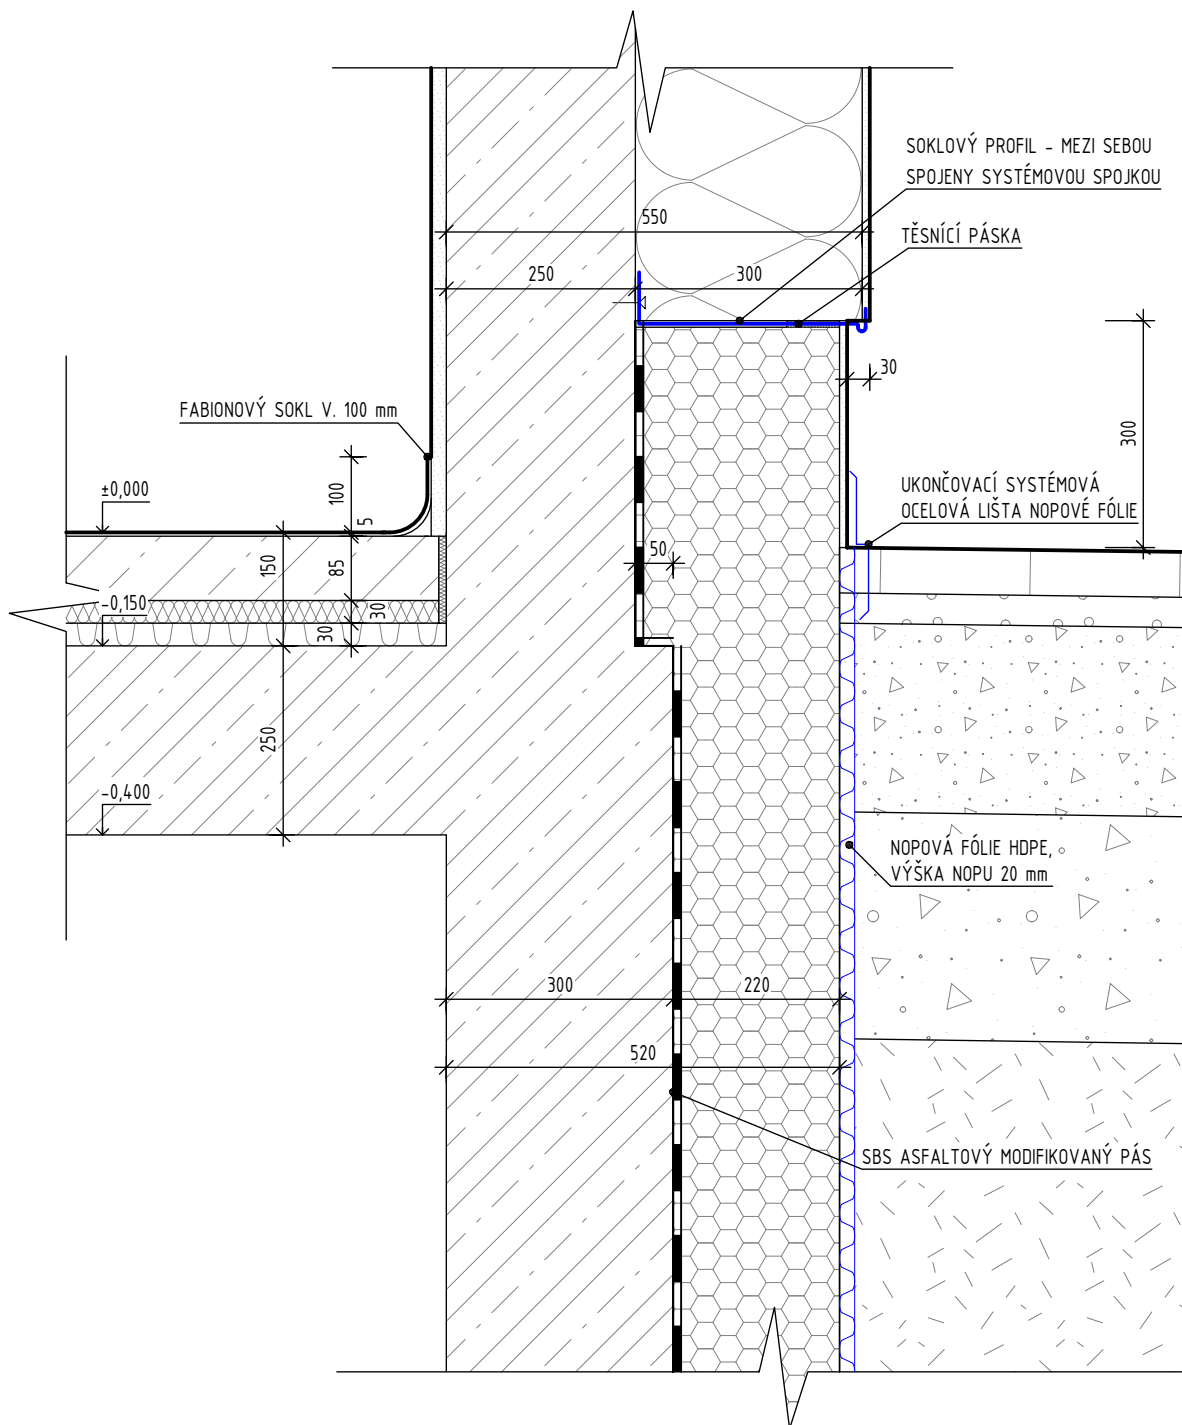 SOKLOVÝ PROFIL - MEZI SEBOU
SPOJENY SYSTÉMOVOU SPOJKOU
550
TĚSNÍCÍ PÁSKA
250
300
30
300
FABIONOVÝ SOKL V. 100 mm
±0,000
100
5
UKONČOVACÍ SYSTÉMOVÁ
OCELOVÁ LIŠTA NOPOVÉ FÓLIE
150
85
50
-0,150
30
30
250
-0,400
NOPOVÁ FÓLIE HDPE,
VÝŠKA NOPU 20 mm
300
220
520
SBS ASFALTOVÝ MODIFIKOVANÝ PÁS